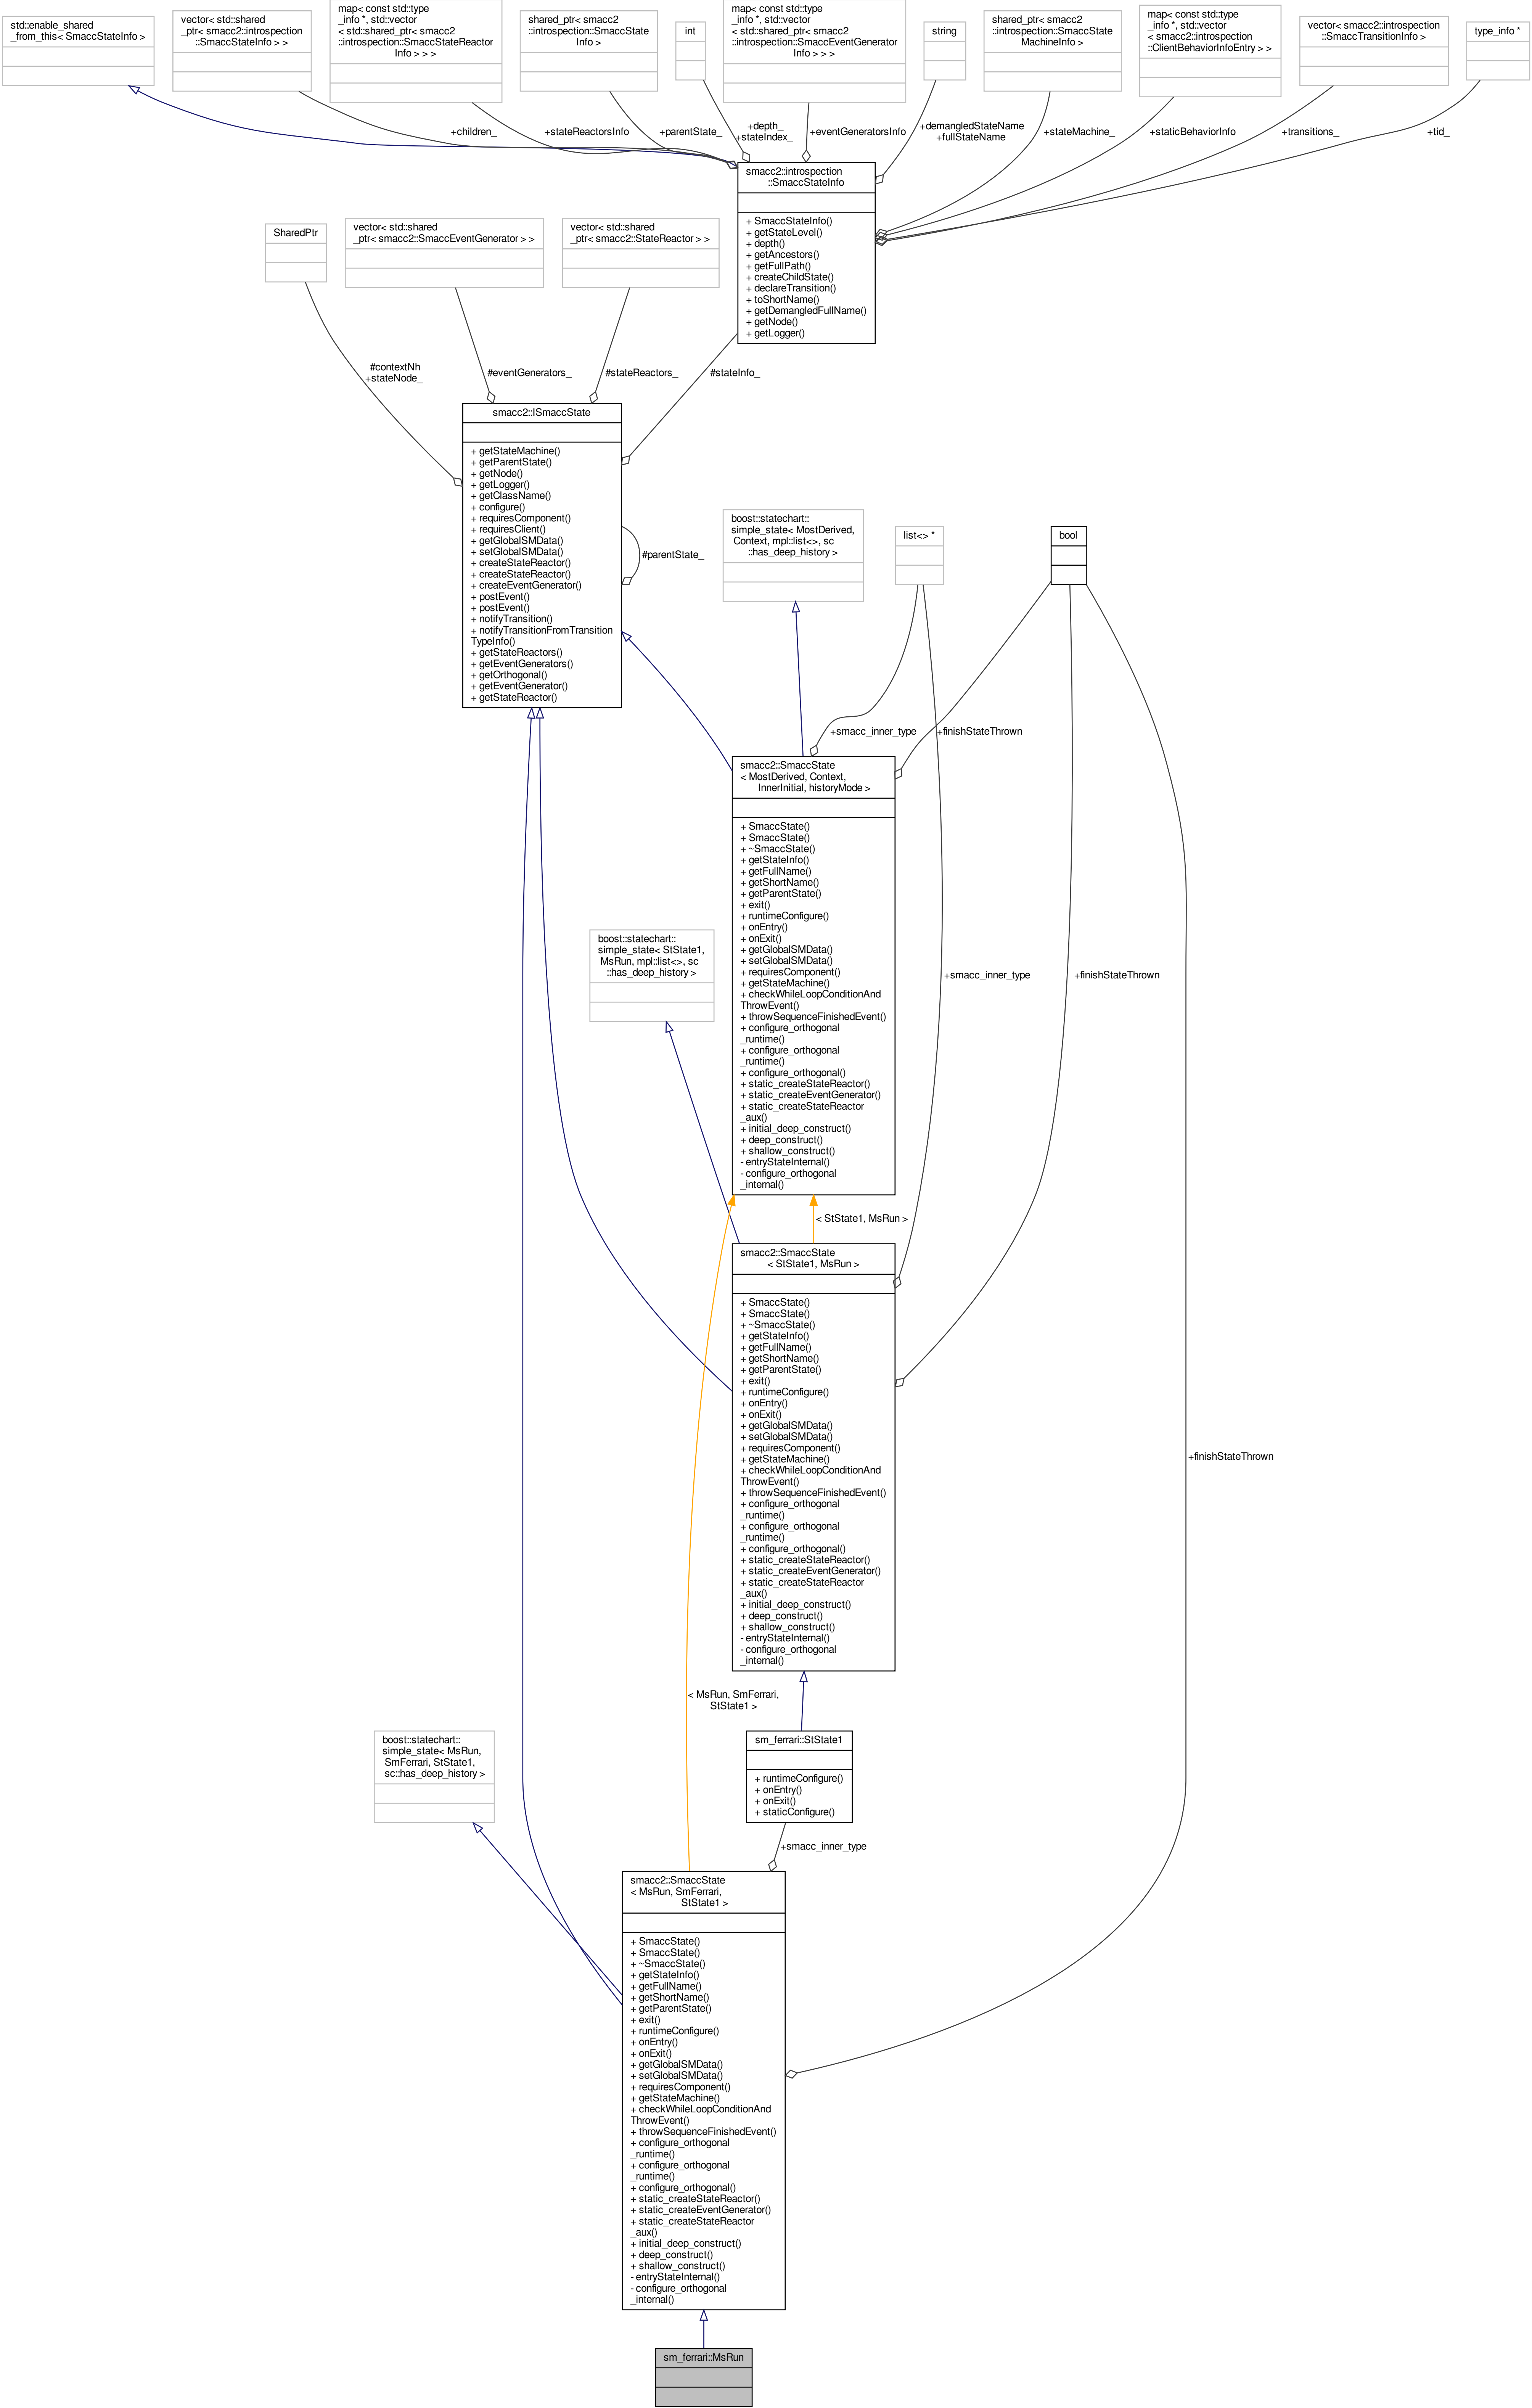 std::enable_shared
_from_this< SmaccStateInfo >
vector< std::shared
_ptr< smacc2::introspection
::SmaccStateInfo > >
map< const std::type
_info *, std::vector
< std::shared_ptr< smacc2
::introspection::SmaccStateReactor
Info > > >
shared_ptr< smacc2
::introspection::SmaccState
Info >
int
map< const std::type
_info *, std::vector
< std::shared_ptr< smacc2
::introspection::SmaccEventGenerator
Info > > >
string
shared_ptr< smacc2
::introspection::SmaccState
MachineInfo >
map< const std::type
_info *, std::vector
< smacc2::introspection
::ClientBehaviorInfoEntry > >
vector< smacc2::introspection
::SmaccTransitionInfo >
type_info *
+children_
+stateReactorsInfo
+parentState_
+depth_
+stateIndex_
+eventGeneratorsInfo
+demangledStateName
+fullStateName
+stateMachine_
+staticBehaviorInfo
+transitions_
+tid_
smacc2::introspection
::SmaccStateInfo
+ SmaccStateInfo()
+ getStateLevel()
+ depth()
+ getAncestors()
+ getFullPath()
+ createChildState()
+ declareTransition()
+ toShortName()
+ getDemangledFullName()
+ getNode()
+ getLogger()
SharedPtr
vector< std::shared
_ptr< smacc2::SmaccEventGenerator > >
vector< std::shared
_ptr< smacc2::StateReactor > >
#contextNh
+stateNode_
#eventGenerators_
#stateReactors_
#stateInfo_
smacc2::ISmaccState
+ getStateMachine()
+ getParentState()
+ getNode()
+ getLogger()
+ getClassName()
+ configure()
+ requiresComponent()
+ requiresClient()
+ getGlobalSMData()
+ setGlobalSMData()
+ createStateReactor()
+ createStateReactor()
+ createEventGenerator()
+ postEvent()
+ postEvent()
+ notifyTransition()
+ notifyTransitionFromTransition
TypeInfo()
+ getStateReactors()
+ getEventGenerators()
+ getOrthogonal()
+ getEventGenerator()
+ getStateReactor()
#parentState_
boost::statechart::
simple_state< MostDerived,
Context, mpl::list<>, sc
::has_deep_history >
list<> *
bool
+smacc_inner_type
+finishStateThrown
smacc2::SmaccState
< MostDerived, Context,
InnerInitial, historyMode >
+ SmaccState()
+ SmaccState()
+ ~SmaccState()
+ getStateInfo()
+ getFullName()
+ getShortName()
+ getParentState()
+ exit()
+ runtimeConfigure()
+ onEntry()
+ onExit()
+ getGlobalSMData()
+ setGlobalSMData()
+ requiresComponent()
+ getStateMachine()
+ checkWhileLoopConditionAnd
ThrowEvent()
+ throwSequenceFinishedEvent()
+ configure_orthogonal
_runtime()
+ configure_orthogonal
_runtime()
+ configure_orthogonal()
+ static_createStateReactor()
+ static_createEventGenerator()
+ static_createStateReactor
_aux()
+ initial_deep_construct()
+ deep_construct()
+ shallow_construct()
- entryStateInternal()
- configure_orthogonal
_internal()
boost::statechart::
simple_state< StState1,
MsRun, mpl::list<>, sc
::has_deep_history >
+smacc_inner_type
+finishStateThrown
< StState1, MsRun >
smacc2::SmaccState
< StState1, MsRun >
+ SmaccState()
+ SmaccState()
+ ~SmaccState()
+ getStateInfo()
+ getFullName()
+ getShortName()
+ getParentState()
+ exit()
+ runtimeConfigure()
+ onEntry()
+ onExit()
+ getGlobalSMData()
+ setGlobalSMData()
+ requiresComponent()
+ getStateMachine()
+ checkWhileLoopConditionAnd
ThrowEvent()
+ throwSequenceFinishedEvent()
+ configure_orthogonal
_runtime()
+ configure_orthogonal
_runtime()
+ configure_orthogonal()
+ static_createStateReactor()
+ static_createEventGenerator()
+ static_createStateReactor
_aux()
+ initial_deep_construct()
+ deep_construct()
+ shallow_construct()
- entryStateInternal()
- configure_orthogonal
_internal()
+finishStateThrown
< MsRun, SmFerrari,
StState1 >
boost::statechart::
simple_state< MsRun,
SmFerrari, StState1,
sc::has_deep_history >
sm_ferrari::StState1
+ runtimeConfigure()
+ onEntry()
+ onExit()
+ staticConfigure()
+smacc_inner_type
smacc2::SmaccState
< MsRun, SmFerrari,
StState1 >
+ SmaccState()
+ SmaccState()
+ ~SmaccState()
+ getStateInfo()
+ getFullName()
+ getShortName()
+ getParentState()
+ exit()
+ runtimeConfigure()
+ onEntry()
+ onExit()
+ getGlobalSMData()
+ setGlobalSMData()
+ requiresComponent()
+ getStateMachine()
+ checkWhileLoopConditionAnd
ThrowEvent()
+ throwSequenceFinishedEvent()
+ configure_orthogonal
_runtime()
+ configure_orthogonal
_runtime()
+ configure_orthogonal()
+ static_createStateReactor()
+ static_createEventGenerator()
+ static_createStateReactor
_aux()
+ initial_deep_construct()
+ deep_construct()
+ shallow_construct()
- entryStateInternal()
- configure_orthogonal
_internal()
sm_ferrari::MsRun